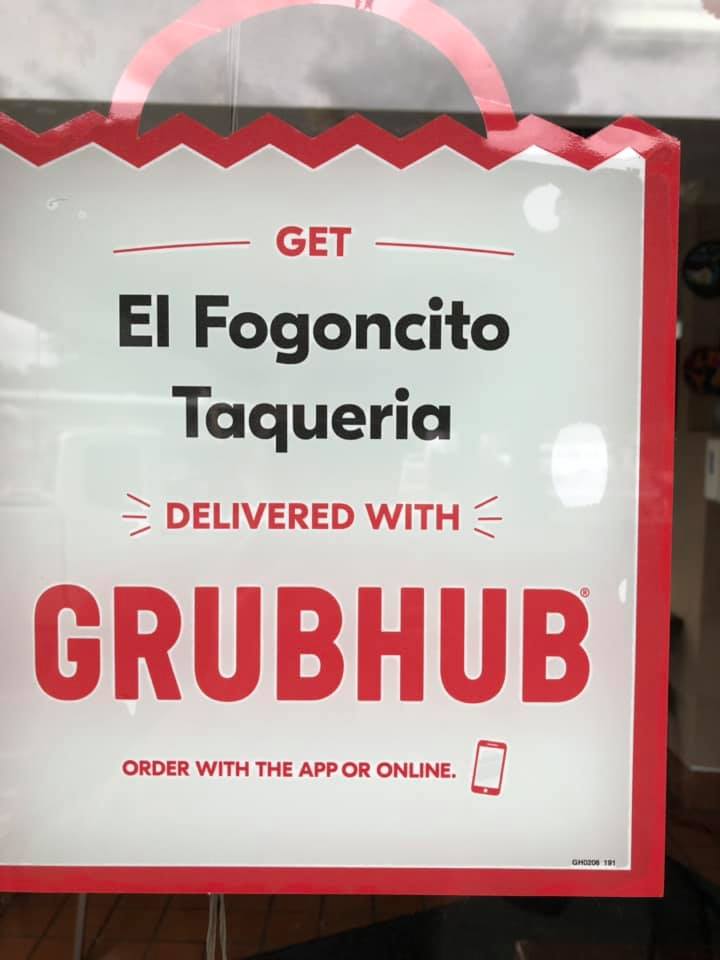 GET
El Fogoncito
Taqueria
DELIVERED WITH
GRUBHUB®
ORDER WITH THE APP OR ONLINE.
GH0206 191